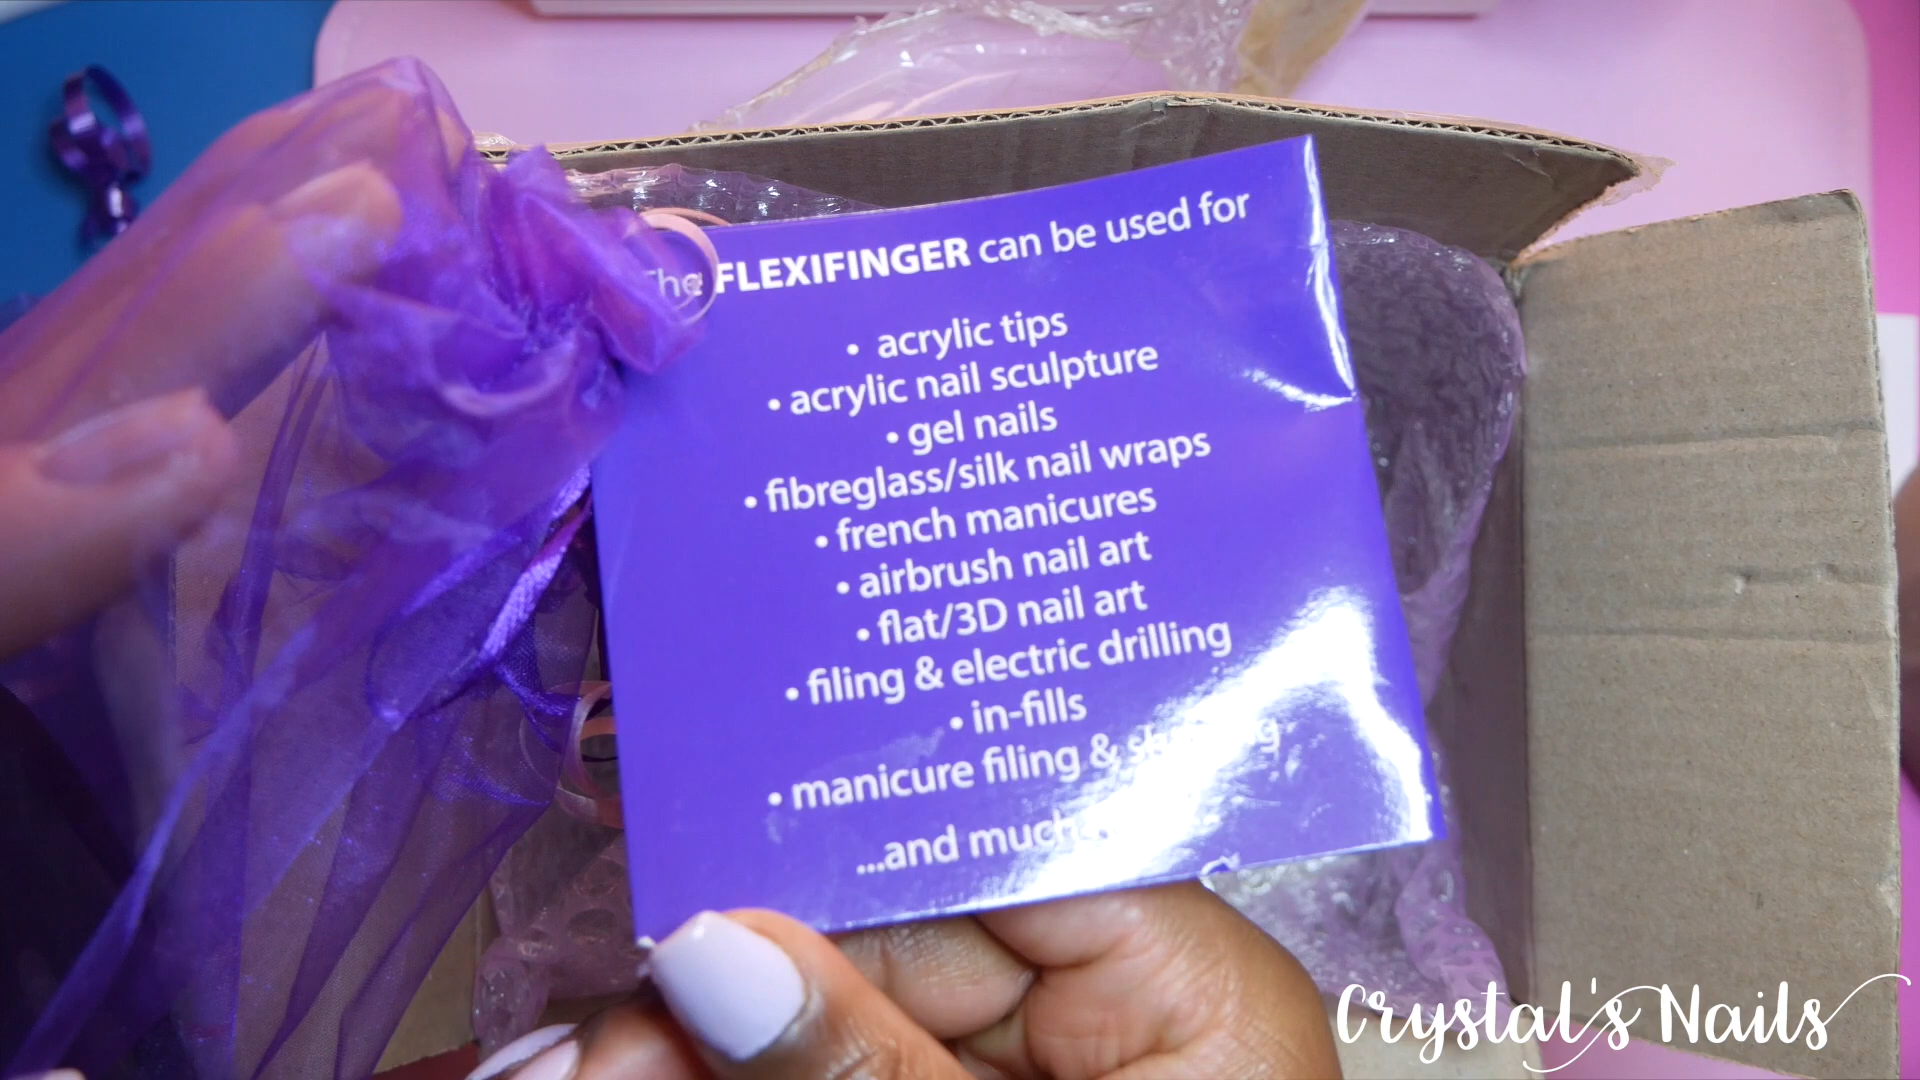 The FLEXIFINGER can be used for
• acrylic tips
• acrylic nail sculpture
• gel nails
• fibreglass/silk nail wraps
• french manicures
• airbrush nail art
• flat/3D nail art
• filing & electric drilling
• in-fills
• manicure filing &
...and much
Crystal's Nails